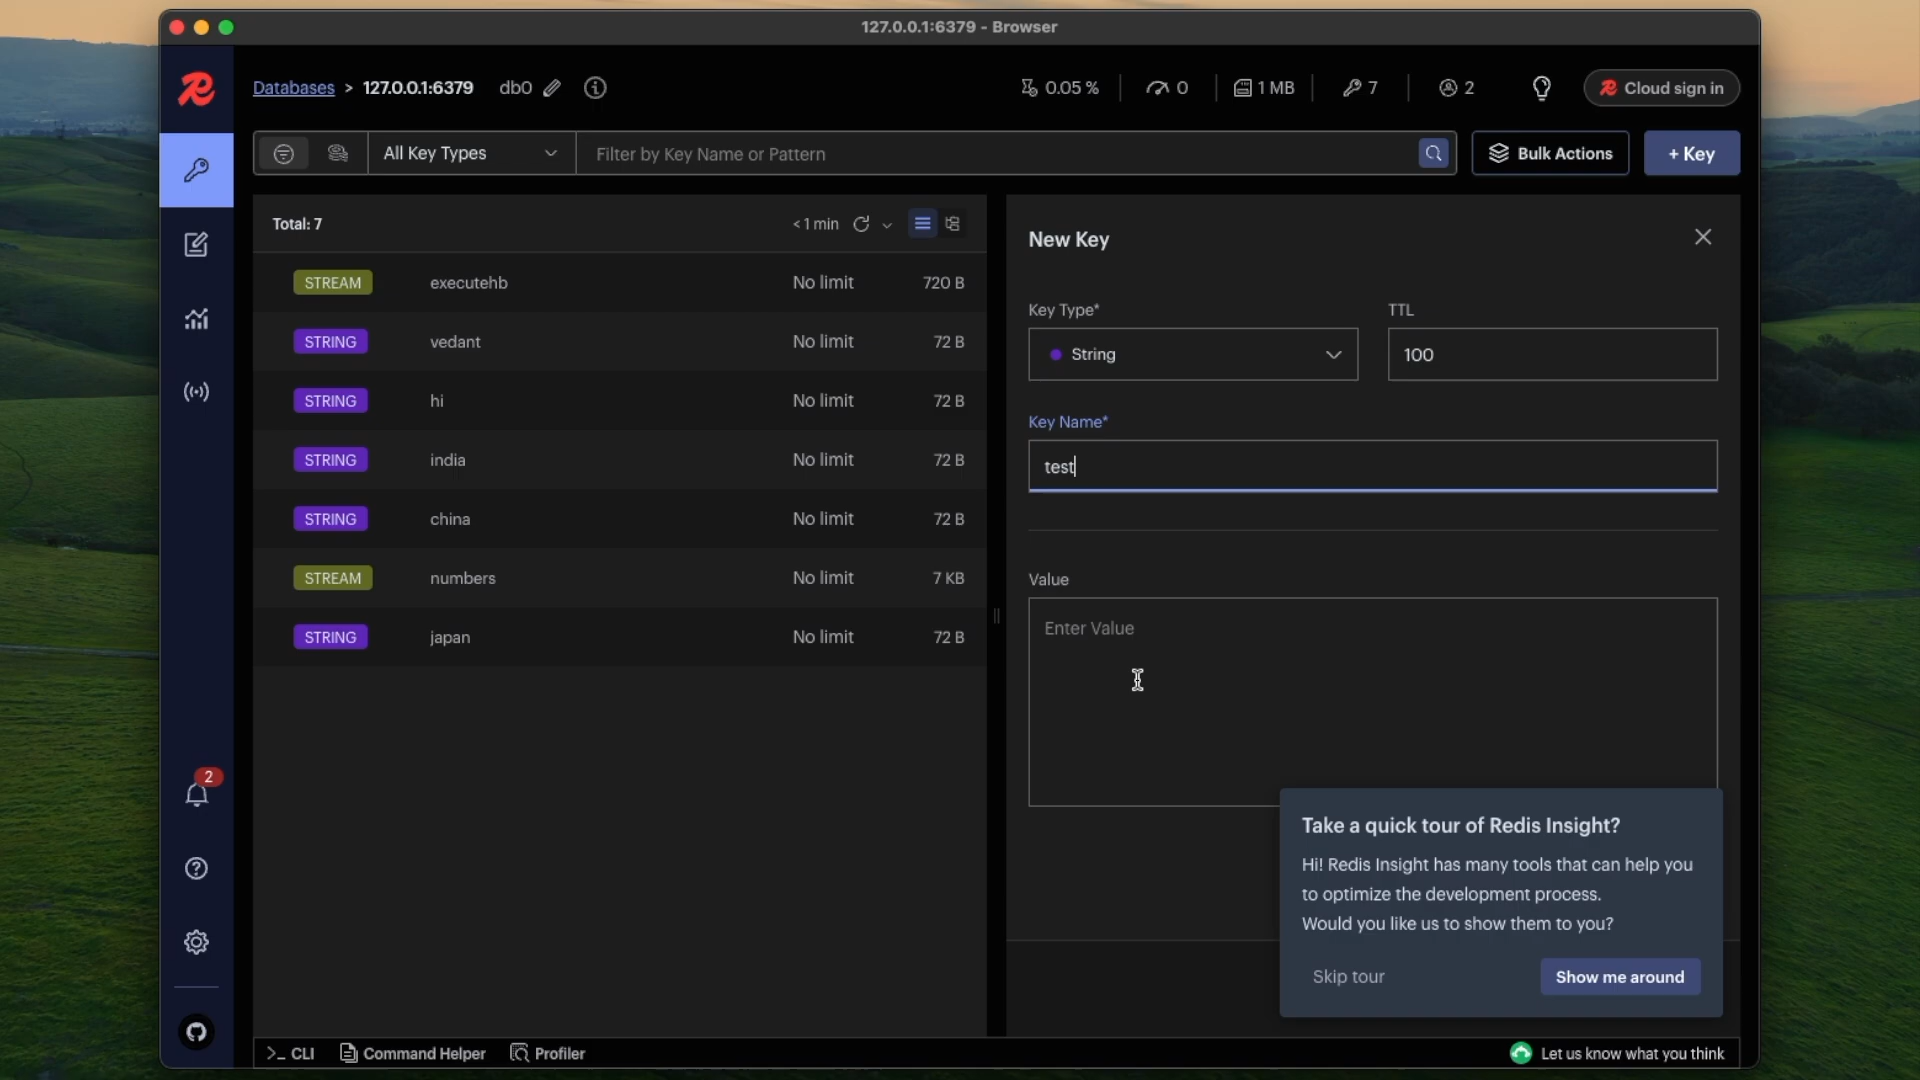 127.0.0.1:6379 - Browser
Databases > 127.0.0.1:6379 db0 0.05 % 0 1 MB 7 2 Cloud sign in
All Key Types Filter by Key Name or Pattern Bulk Actions + Key
Total: 7 < 1 min
STREAM executehb No limit 720 B
STRING vedant No limit 72 B
STRING hi No limit 72 B
STRING india No limit 72 B
STRING china No limit 72 B
STREAM numbers No limit 7 KB
STRING japan No limit 72 B
New Key
Key Type* TTL
String 100
Key Name*
test
Value
Enter Value
Take a quick tour of Redis Insight?
Hi! Redis Insight has many tools that can help you
to optimize the development process.
Would you like us to show them to you?
Skip tour Show me around
2
>_ CLI Command Helper Profiler Let us know what you think